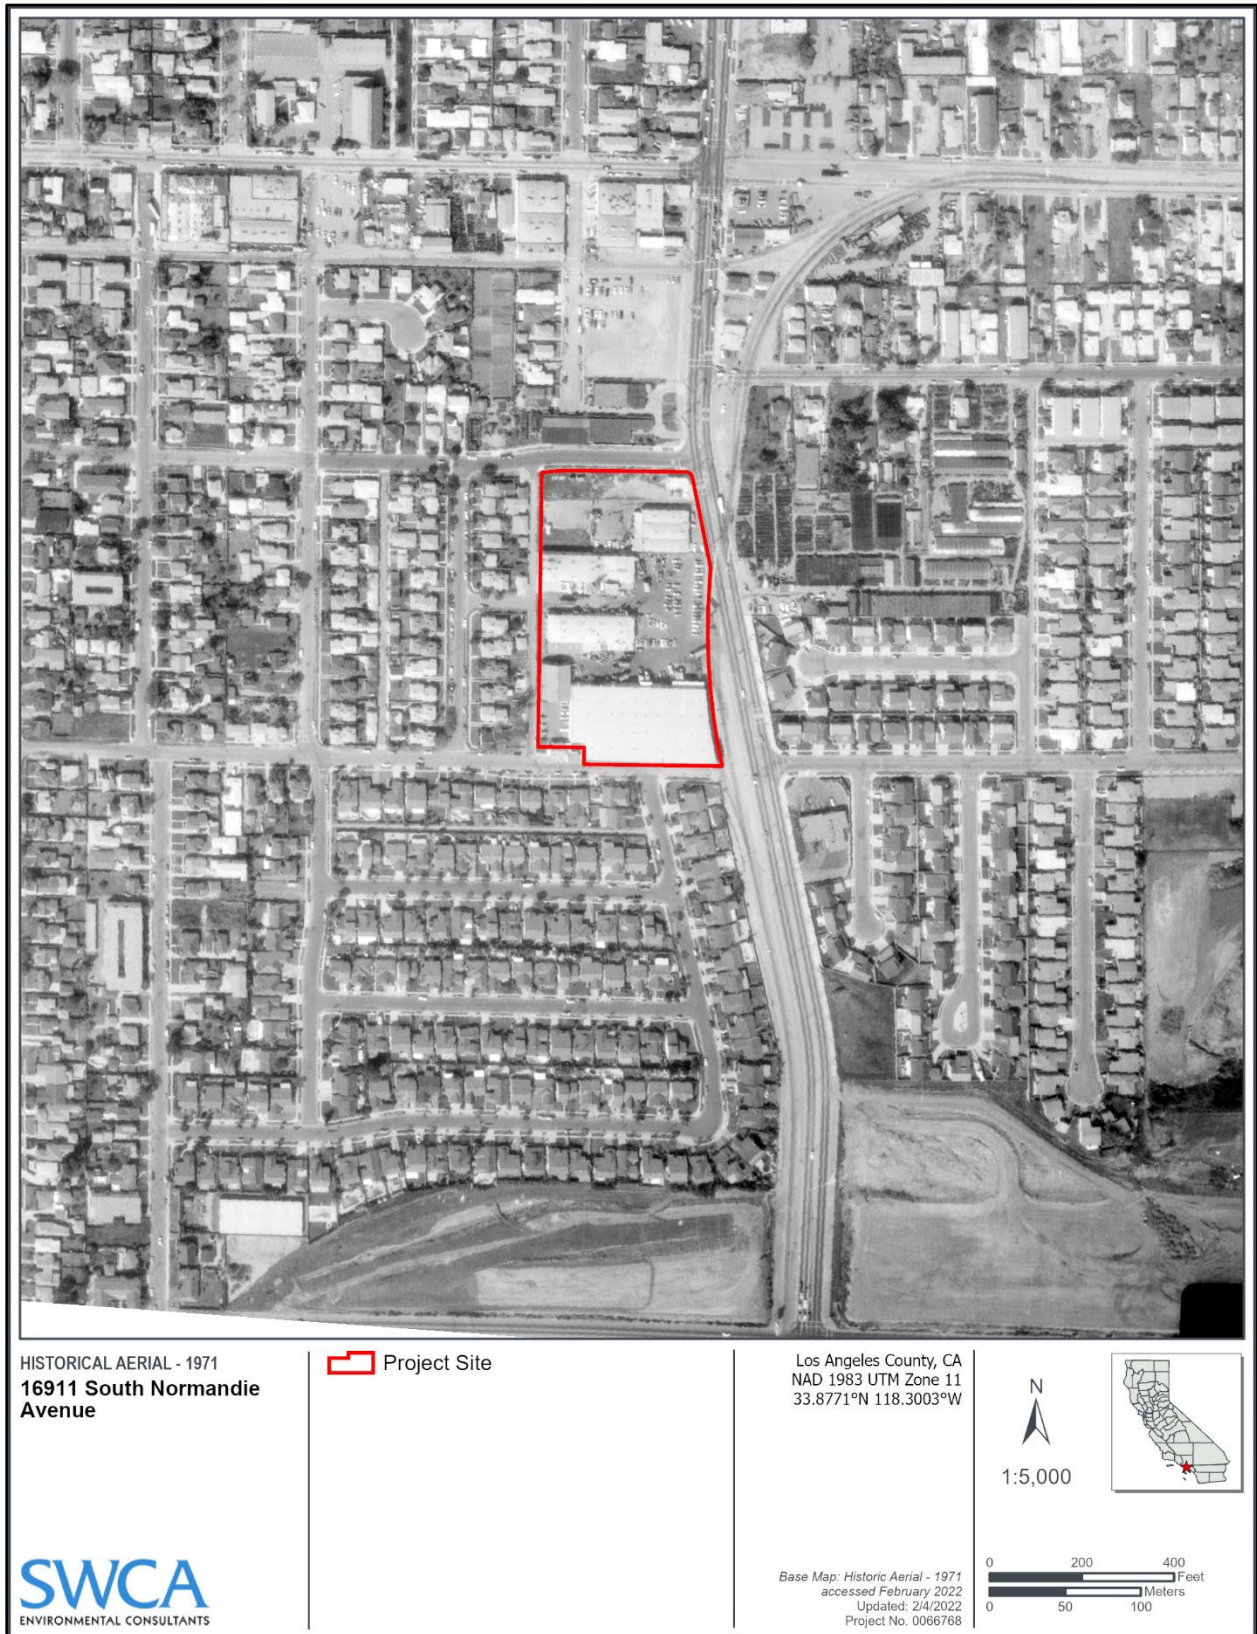 HISTORICAL AERIAL - 1971
16911 South Normandie
Avenue
SWCA
ENVIRONMENTAL CONSULTANTS
Project Site
Los Angeles County, CA
NAD 1983 UTM Zone 11
33.8771°N 118.3003°W
Base Map: Historic Aerial - 1971
accessed February 2022
Updated: 2/4/2022
Project No. 0066768
N
1:5,000
0 200 400
Feet
Meters
0 50 100